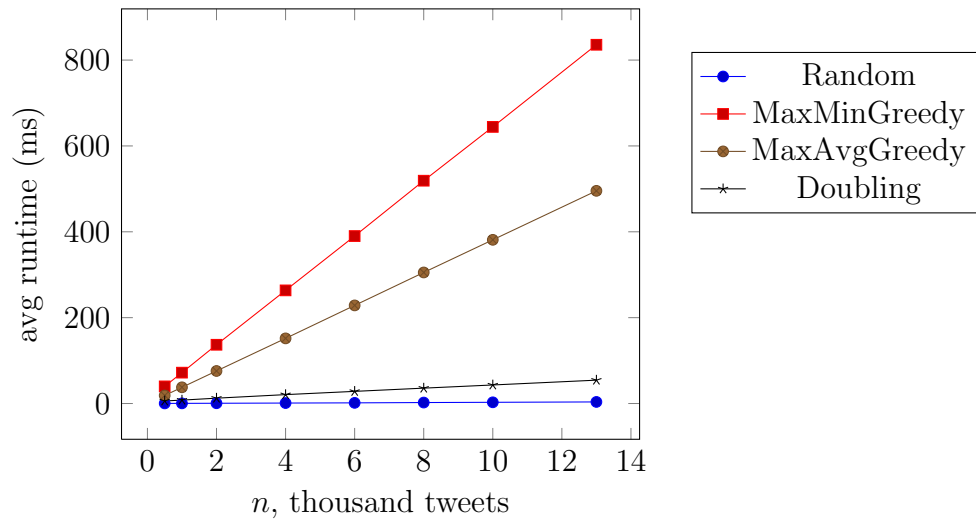 800
600
400
200
0
avg runtime (ms)
0 2 4 6 8 10 12 14
n, thousand tweets
Random
MaxMinGreedy
MaxAvgGreedy
Doubling